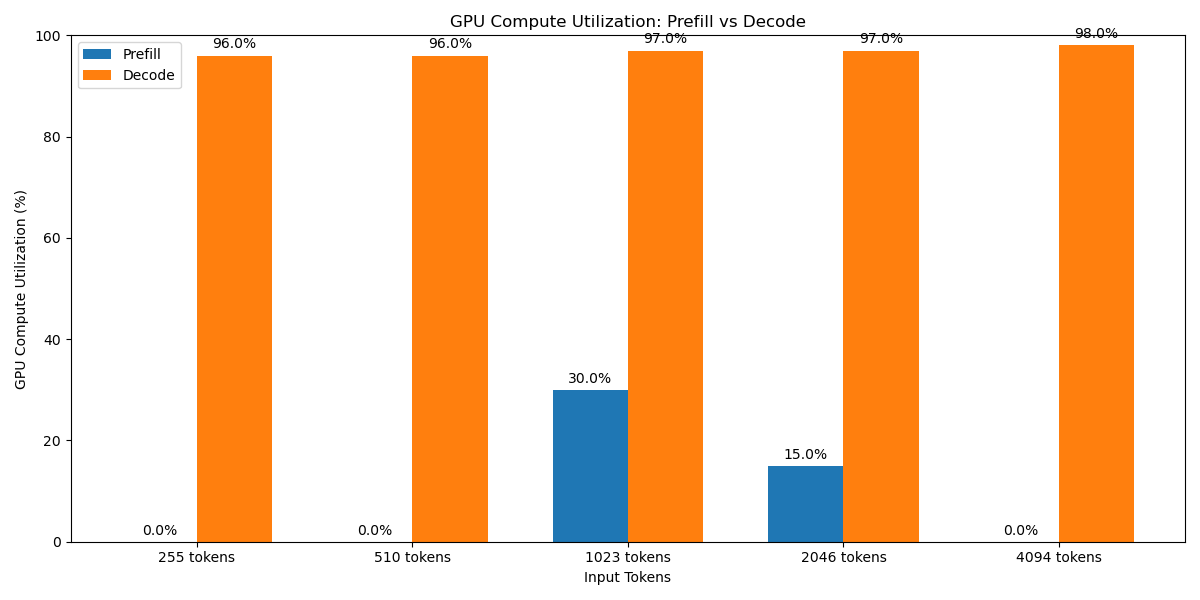 GPU Compute Utilization: Prefill vs Decode
Prefill
Decode
GPU Compute Utilization (%)
100
80
60
40
20
0
0.0%
96.0%
0.0%
96.0%
30.0%
97.0%
15.0%
97.0%
0.0%
98.0%
255 tokens
510 tokens
1023 tokens
2046 tokens
4094 tokens
Input Tokens